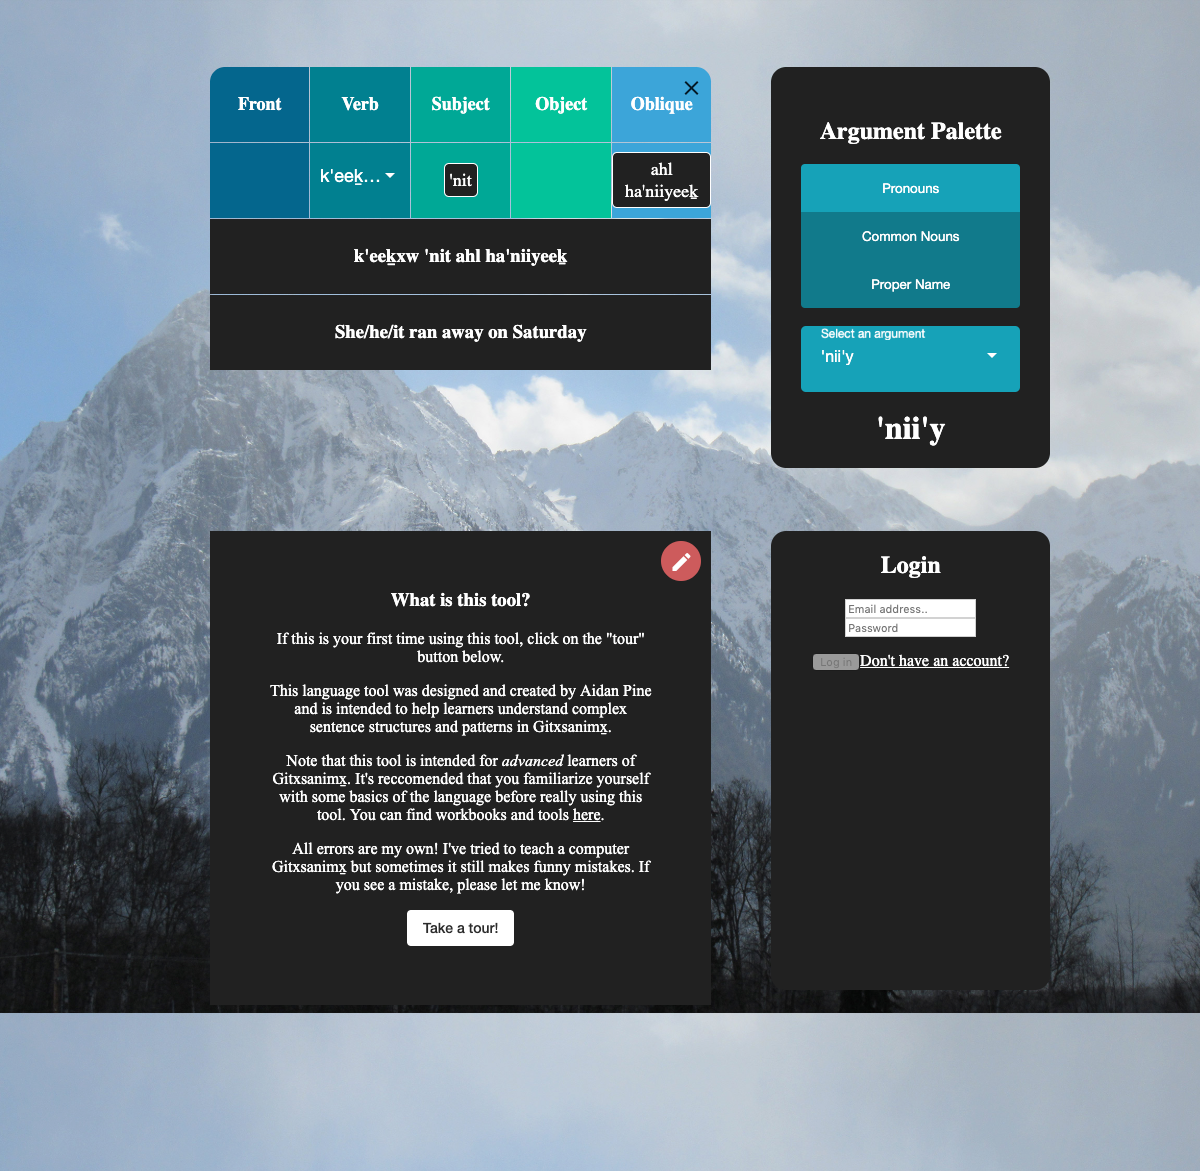 Front Verb Subject Object Oblique
k'eeḵ... 'nit ahl
ha'niiyeeḵ
k'eeḵxw 'nit ahl ha'niiyeeḵ
She/he/it ran away on Saturday
Argument Palette
Pronouns
Common Nouns
Proper Name
Select an argument
'nii'y
'nii'y
What is this tool?
If this is your first time using this tool, click on the "tour"
button below.
This language tool was designed and created by Aidan Pine
and is intended to help learners understand complex
sentence structures and patterns in Gitxsanimx̱.
Note that this tool is intended for advanced learners of
Gitxsanimx̱. It's reccomended that you familiarize yourself
with some basics of the language before really using this
tool. You can find workbooks and tools here.
All errors are my own! I've tried to teach a computer
Gitxsanimx̱ but sometimes it still makes funny mistakes. If
you see a mistake, please let me know!
Take a tour!
Login
Email address..
Password
Log in Don't have an account?